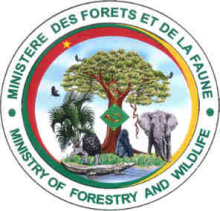 MINISTERE DES FORETS ET DE LA FAUNE
MINISTRY OF FORESTRY AND WILDLIFE